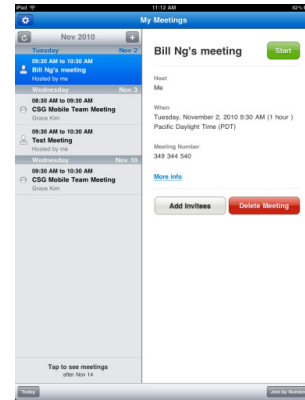 iPad
11:12 AM
82%
My Meetings
Nov 2010
Tuesday Nov 2
09:30 AM to 10:30 AM
Bill Ng's meeting
Hosted by me
Wednesday Nov 3
08:30 AM to 09:30 AM
CSG Mobile Team Meeting
Grace Kim
09:30 AM to 10:30 AM
Test Meeting
Hosted by me
Wednesday Nov 10
09:30 AM to 10:30 AM
CSG Mobile Team Meeting
Grace Kim
Tap to see meetings
after Nov 14
Today
Bill Ng's meeting
Start
Host
Me
When
Tuesday, November 2, 2010 9:30 AM (1 hour )
Pacific Daylight Time (PDT)
Meeting Number
349 344 540
More info
Add Invitees
Delete Meeting
Join by Number